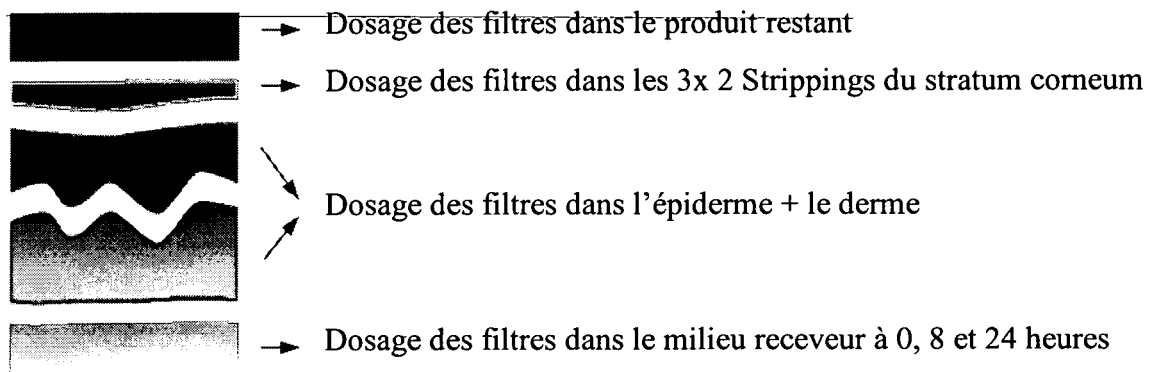 Dosage des filtres dans le produit restant
Dosage des filtres dans les 3x 2 Strippings du stratum corneum
Dosage des filtres dans l'épiderme + le derme
Dosage des filtres dans le milieu receveur à 0, 8 et 24 heures